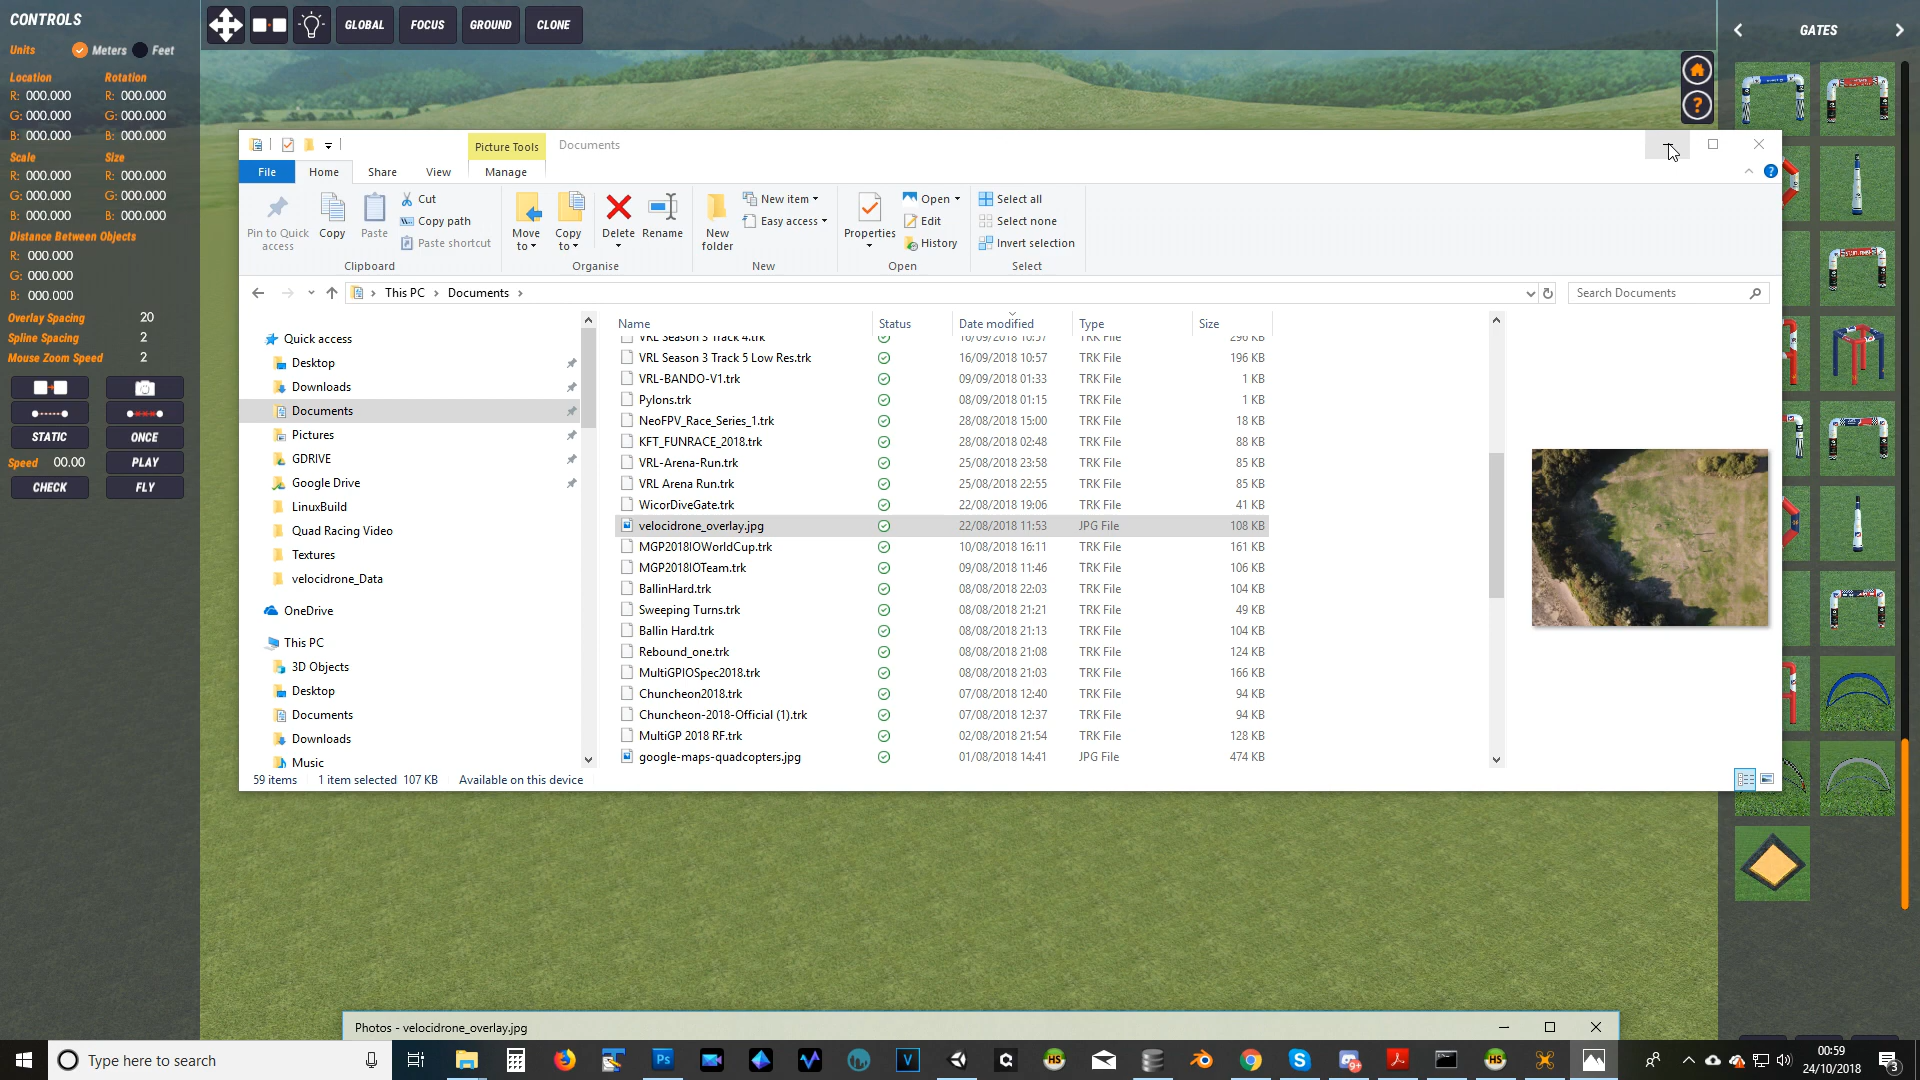 CONTROLS
Units Meters Feet
Location Rotation
R: 000.000 R: 000.000
G: 000.000 G: 000.000
B: 000.000 B: 000.000
Scale Size
R: 000.000 R: 000.000
G: 000.000 G: 000.000
B: 000.000 B: 000.000
Distance Between Objects
R: 000.000
G: 000.000
B: 000.000
Overlay Spacing 20
Spline Spacing 2
Mouse Zoom Speed 2
STATIC ONCE
Speed 00.00 PLAY
CHECK FLY
GLOBAL FOCUS GROUND CLONE
GATES
?
Picture Tools Documents
File Home Share View Manage
Pin to Quick access
Copy
Paste
Cut
Copy path
Paste shortcut
Clipboard
Move to
Copy to
Delete
Rename
Organise
New folder
New item
Easy access
New
Properties
Open
Edit
History
Open
Select all
Select none
Invert selection
Select
This PC Documents
Search Documents
Quick access
Desktop
Downloads
Documents
Pictures
GDRIVE
Google Drive
LinuxBuild
Quad Racing Video
Textures
velocidrone_Data
OneDrive
This PC
3D Objects
Desktop
Documents
Downloads
Music
Name Status Date modified Type Size
VRL Season 3 Track 4.trk 16/09/2018 10:57 TRK File 290 KB
VRL Season 3 Track 5 Low Res.trk 16/09/2018 10:57 TRK File 196 KB
VRL-BANDO-V1.trk 09/09/2018 01:33 TRK File 1 KB
Pylons.trk 08/09/2018 01:15 TRK File 1 KB
NeoFPV_Race_Series_1.trk 28/08/2018 15:00 TRK File 18 KB
KFT_FUNRACE_2018.trk 28/08/2018 02:48 TRK File 88 KB
VRL-Arena-Run.trk 25/08/2018 23:58 TRK File 85 KB
VRL Arena Run.trk 25/08/2018 22:55 TRK File 85 KB
WicorDiveGate.trk 22/08/2018 19:06 TRK File 41 KB
velocidrone_overlay.jpg 22/08/2018 11:53 JPG File 108 KB
MGP2018IOWorldCup.trk 10/08/2018 16:11 TRK File 161 KB
MGP2018IOTeam.trk 09/08/2018 11:46 TRK File 106 KB
BallinHard.trk 08/08/2018 22:03 TRK File 104 KB
Sweeping Turns.trk 08/08/2018 21:21 TRK File 49 KB
Ballin Hard.trk 08/08/2018 21:13 TRK File 104 KB
Rebound_one.trk 08/08/2018 21:08 TRK File 124 KB
MultiGPIOSpec2018.trk 08/08/2018 21:03 TRK File 166 KB
Chuncheon2018.trk 07/08/2018 12:40 TRK File 94 KB
Chuncheon-2018-Official (1).trk 07/08/2018 12:37 TRK File 94 KB
MultiGP 2018 RF.trk 02/08/2018 21:54 TRK File 128 KB
google-maps-quadcopters.jpg 01/08/2018 14:41 JPG File 474 KB
59 items 1 item selected 107 KB Available on this device
Photos - velocidrone_overlay.jpg
Type here to search
Ps
V
HS
HS
00:59
24/10/2018
3